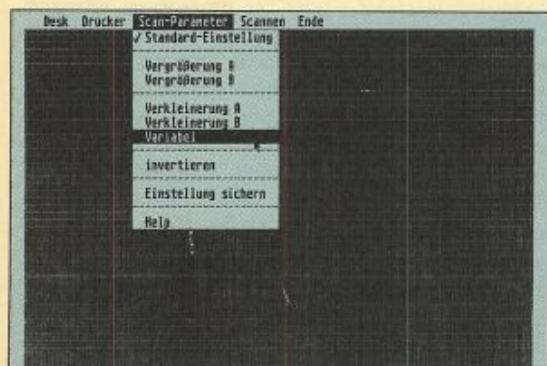 Desk Drucker Scan-Parameter Scannen Ende
✓ Standard-Einstellung
Vergrößerung A
Vergrößerung B
Verkleinerung A
Verkleinerung B
Variabel
invertieren
Einstellung sichern
Help